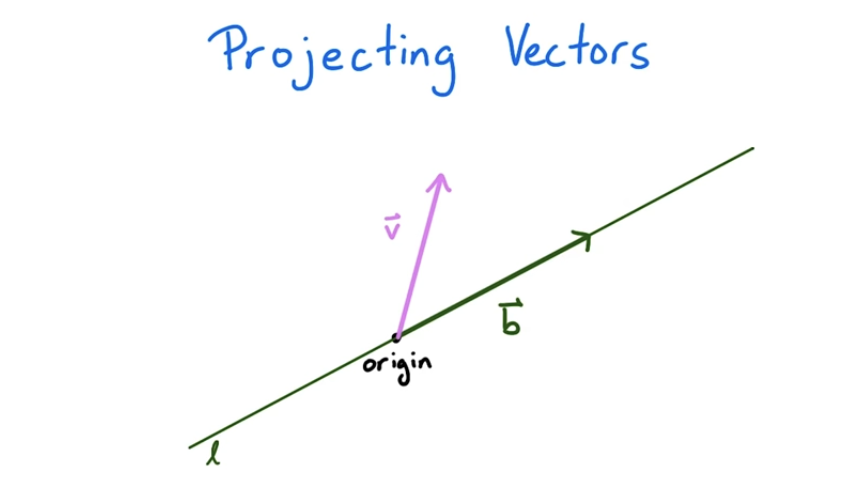 Projecting Vectors
v⃗
b⃗
origin
l